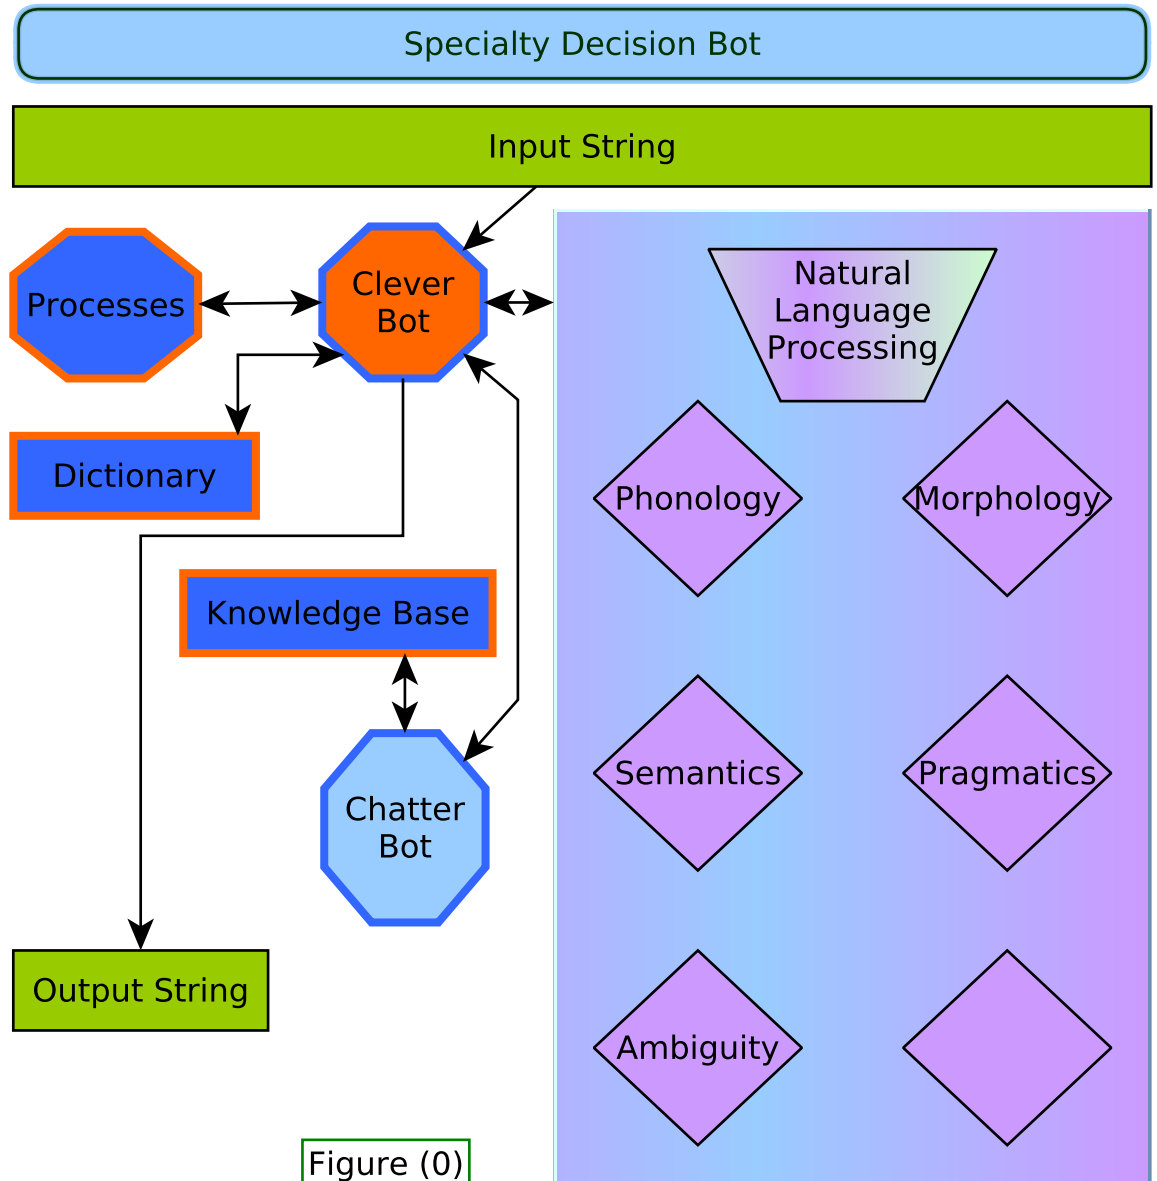 Specialty Decision Bot
Input String
Processes
Clever
Bot
Natural
Language
Processing
Dictionary
Phonology
Morphology
Knowledge Base
Semantics
Pragmatics
Chatter
Bot
Output String
Ambiguity
Figure (0)